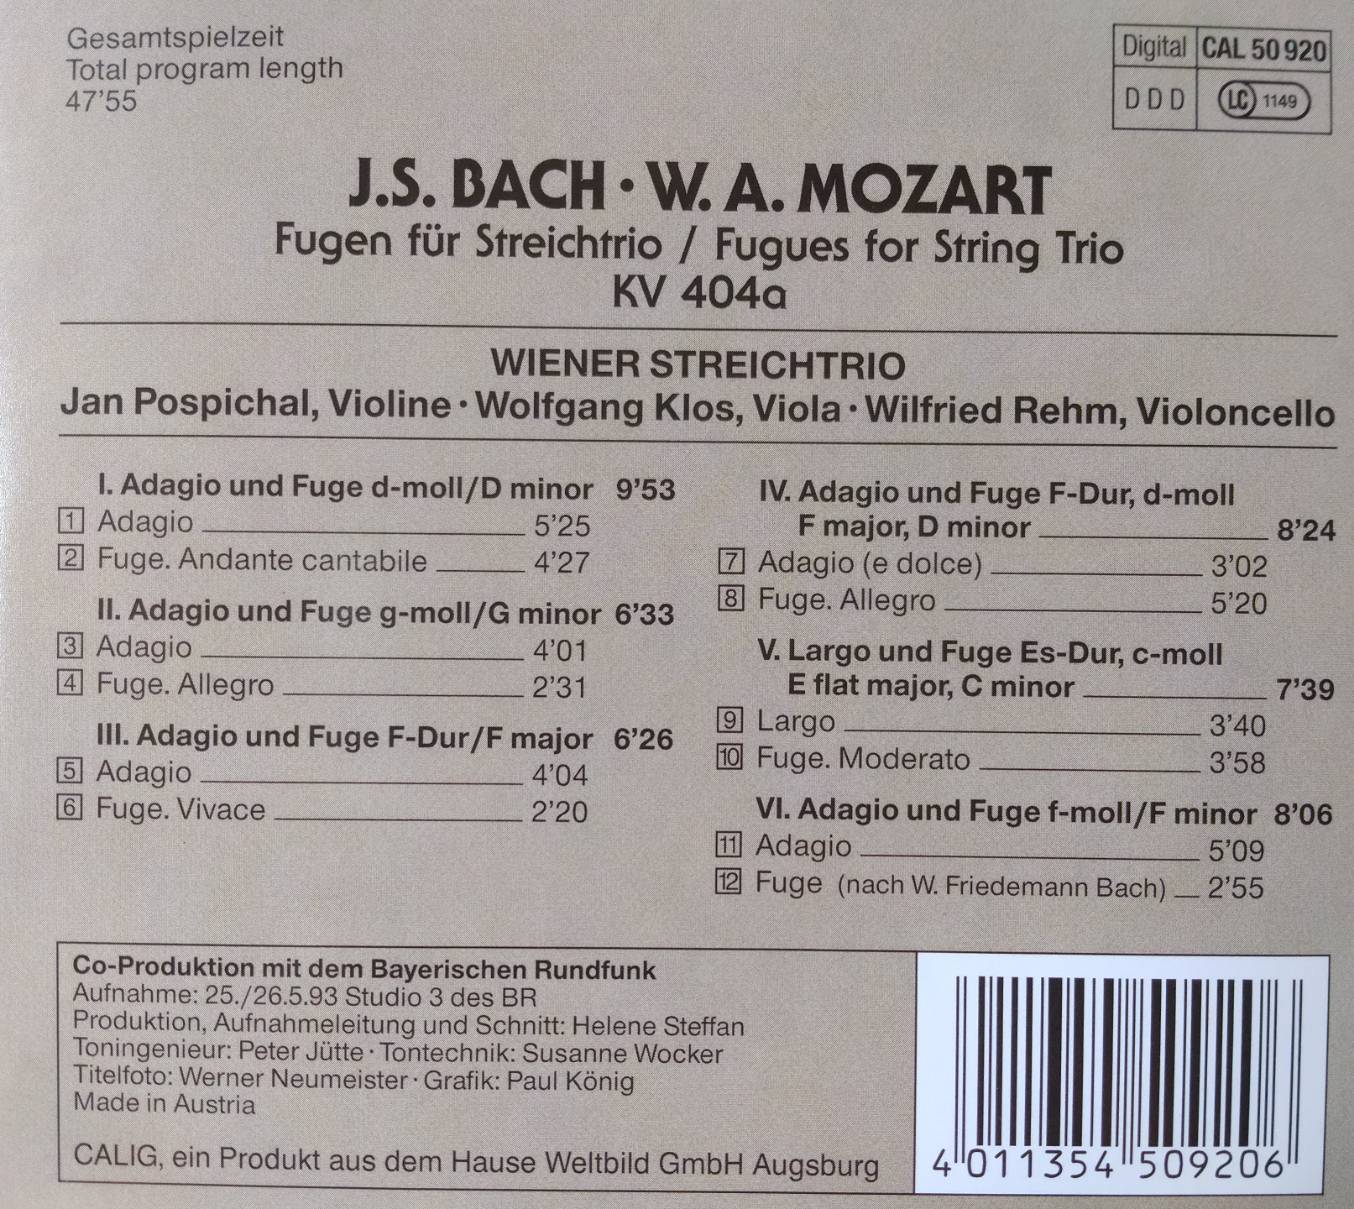 Gesamtspielzeit
Total program length
47'55
Digital CAL 50 920
D D D LC 1149
J.S. BACH · W. A. MOZART
Fugen für Streichtrio / Fugues for String Trio
KV 404a
WIENER STREICHTRIO
Jan Pospichal, Violine · Wolfgang Klos, Viola · Wilfried Rehm, Violoncello
I. Adagio und Fuge d-moll/D minor 9'53
1 Adagio 5'25
2 Fuge. Andante cantabile 4'27
II. Adagio und Fuge g-moll/G minor 6'33
3 Adagio 4'01
4 Fuge. Allegro 2'31
III. Adagio und Fuge F-Dur/F major 6'26
5 Adagio 4'04
6 Fuge. Vivace 2'20
IV. Adagio und Fuge F-Dur, d-moll
F major, D minor 8'24
7 Adagio (e dolce) 3'02
8 Fuge. Allegro 5'20
V. Largo und Fuge Es-Dur, c-moll
E flat major, C minor 7'39
9 Largo 3'40
10 Fuge. Moderato 3'58
VI. Adagio und Fuge f-moll/F minor 8'06
11 Adagio 5'09
12 Fuge (nach W. Friedemann Bach) 2'55
Co-Produktion mit dem Bayerischen Rundfunk
Aufnahme: 25./26.5.93 Studio 3 des BR
Produktion, Aufnahmeleitung und Schnitt: Helene Steffan
Toningenieur: Peter Jütte · Tontechnik: Susanne Wocker
Titelfoto: Werner Neumeister · Grafik: Paul König
Made in Austria
CALIG, ein Produkt aus dem Hause Weltbild GmbH Augsburg
4 011354 509206